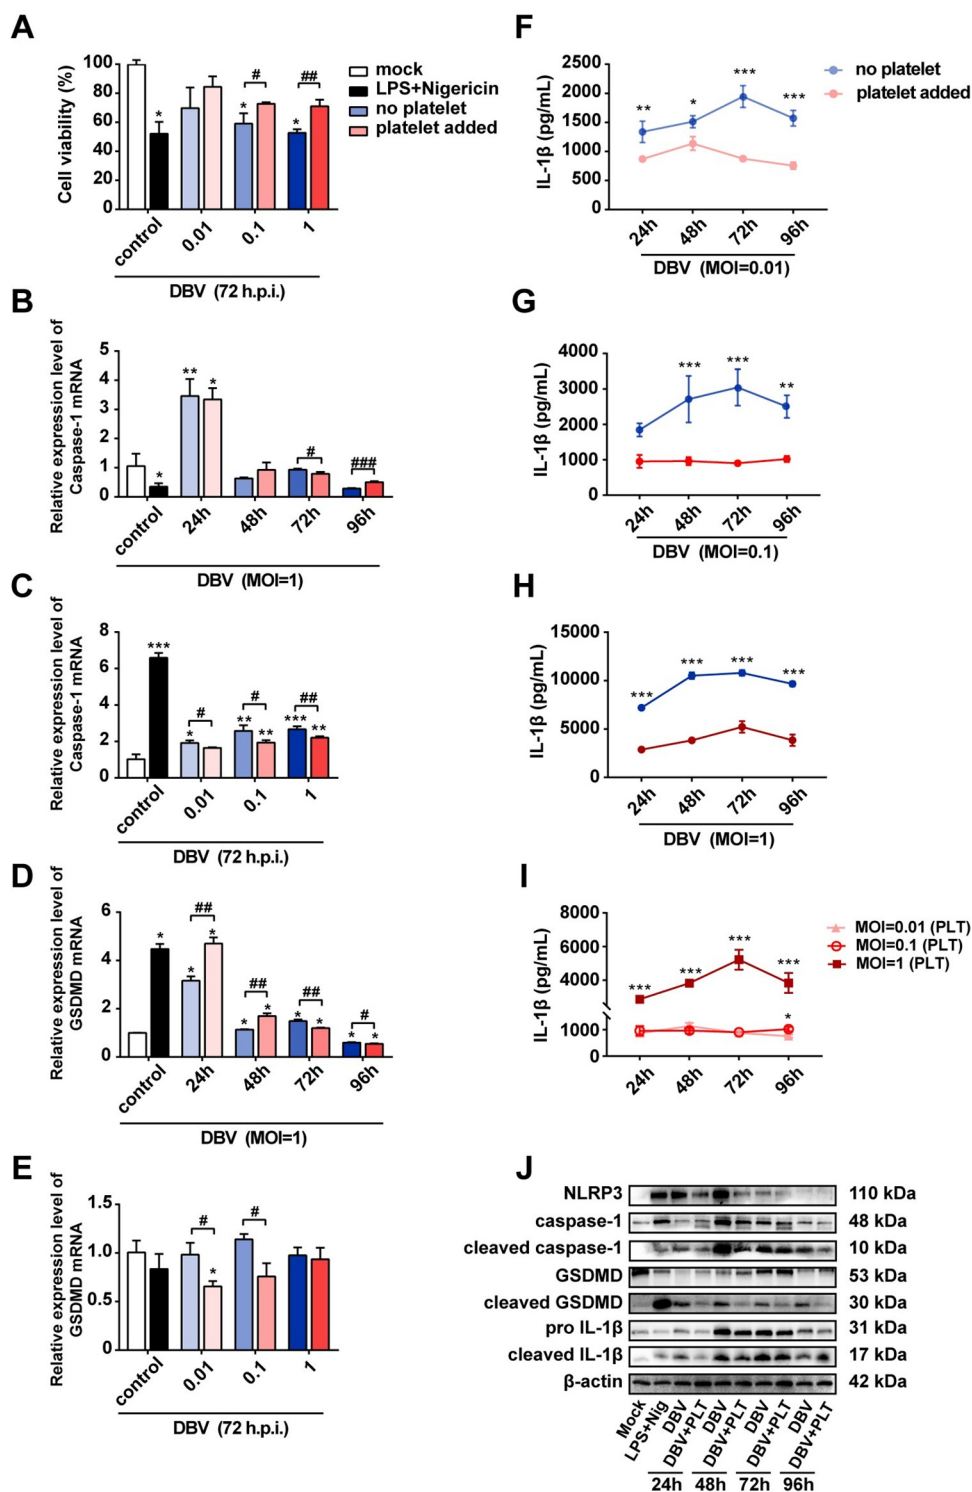 A
Cell viability (%)
100
80
60
40
20
0
*
*
#
*
##
mock
LPS+Nigericin
no platelet
platelet added
control
0.01
0.1
1
DBV (72 h.p.i.)
B
Relative expression level of
Caspase-1 mRNA
5
4
3
2
1
0
*
**
*
#
###
control
24h
48h
72h
96h
DBV (MOI=1)
C
Relative expression level of
Caspase-1 mRNA
8
6
4
2
0
***
*
#
**
#
**
***
##
**
control
0.01
0.1
1
DBV (72 h.p.i.)
D
Relative expression level of
GSDMD mRNA
6
4
2
0
*
*
##
*
*
##
*
*
##
*
*
#
*
control
24h
48h
72h
96h
DBV (MOI=1)
E
Relative expression level of
GSDMD mRNA
1.5
1.0
0.5
0.0
#
*
#
control
0.01
0.1
1
DBV (72 h.p.i.)
F
IL-1β (pg/mL)
2500
2000
1500
1000
500
0
**
*
***
***
no platelet
platelet added
24h
48h
72h
96h
DBV (MOI=0.01)
G
IL-1β (pg/mL)
4000
3000
2000
1000
0
***
***
**
24h
48h
72h
96h
DBV (MOI=0.1)
H
IL-1β (pg/mL)
15000
10000
5000
0
***
***
***
***
24h
48h
72h
96h
DBV (MOI=1)
I
IL-1β (pg/mL)
8000
6000
4000
1000
0
***
***
***
***
*
MOI=0.01 (PLT)
MOI=0.1 (PLT)
MOI=1 (PLT)
24h
48h
72h
96h
J
NLRP3 110 kDa
caspase-1 48 kDa
cleaved caspase-1 10 kDa
GSDMD 53 kDa
cleaved GSDMD 30 kDa
pro IL-1β 31 kDa
cleaved IL-1β 17 kDa
β-actin 42 kDa
Mock
LPS+Nig
DBV
DBV+PLT
DBV
DBV+PLT
DBV
DBV+PLT
DBV
DBV+PLT
24h 48h 72h 96h